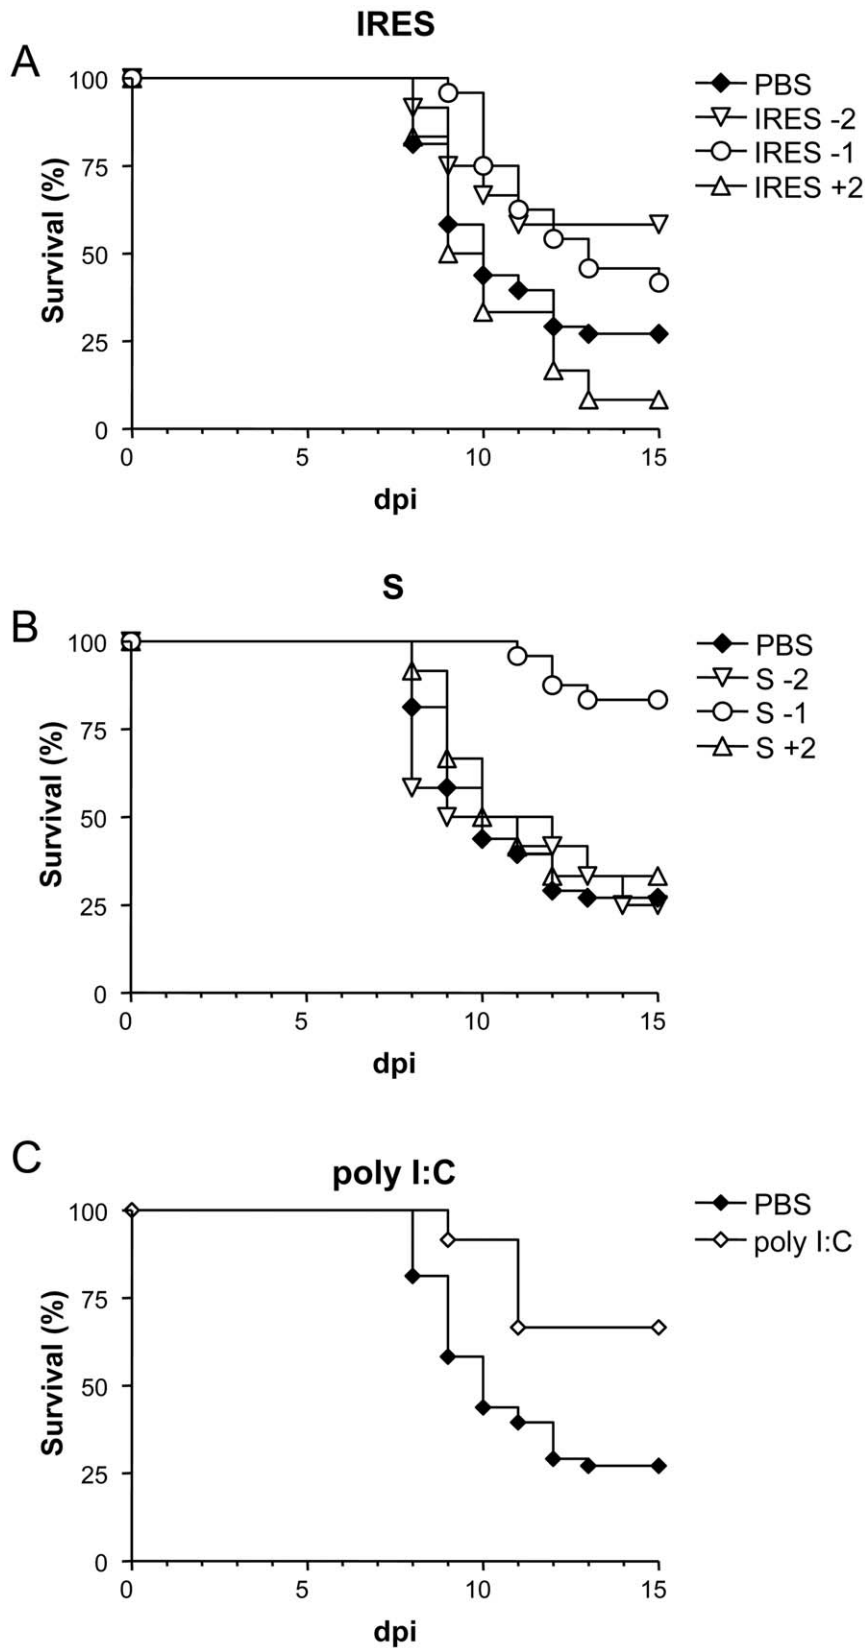 IRES
A
100
75
50
25
0
Survival (%)
0 5 10 15
dpi
PBS
IRES -2
IRES -1
IRES +2
S
B
100
75
50
25
0
Survival (%)
0 5 10 15
dpi
PBS
S -2
S -1
S +2
C
poly I:C
100
75
50
25
0
Survival (%)
0 5 10 15
dpi
PBS
poly I:C